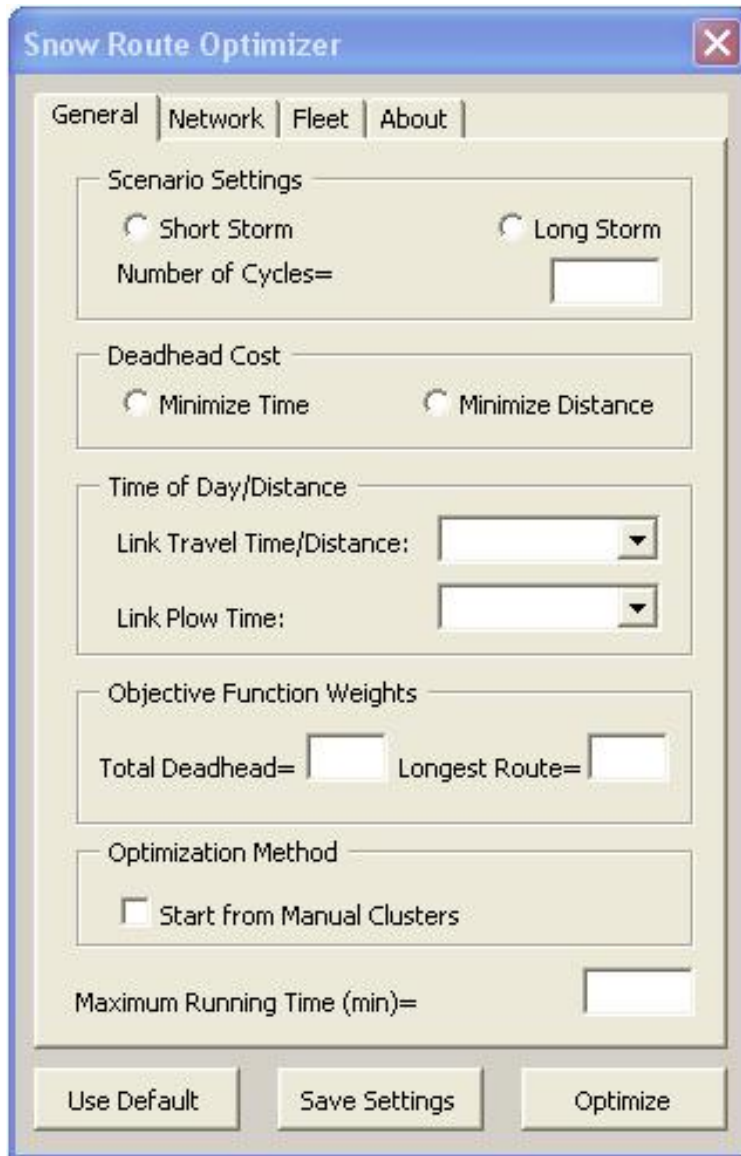 Snow Route Optimizer
General Network Fleet About
Scenario Settings
Short Storm Long Storm
Number of Cycles=
Deadhead Cost
Minimize Time Minimize Distance
Time of Day/Distance
Link Travel Time/Distance:
Link Plow Time:
Objective Function Weights
Total Deadhead= Longest Route=
Optimization Method
Start from Manual Clusters
Maximum Running Time (min)=
Use Default Save Settings Optimize